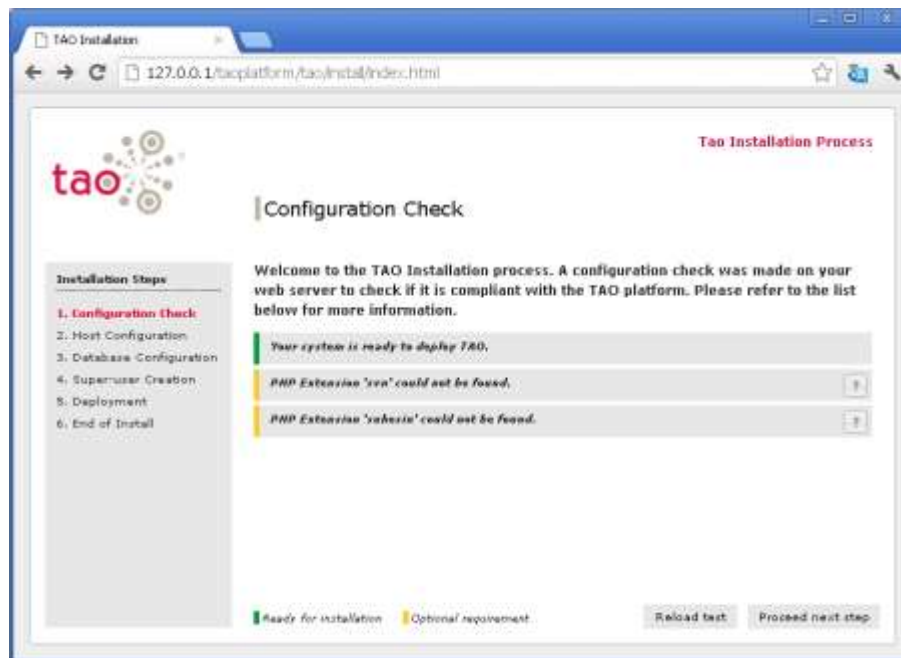 TAO Installation
127.0.0.1/taoplatform/tao/install/index.html
tao
Tao Installation Process
Configuration Check
Installation Steps
1. Configuration Check
2. Host Configuration
3. Database Configuration
4. Super-user Creation
5. Deployment
6. End of Install
Welcome to the TAO Installation process. A configuration check was made on your
web server to check if it is compliant with the TAO platform. Please refer to the list
below for more information.
Your system is ready to deploy TAO.
PHP Extension 'svn' could not be found.
?
PHP Extension 'suhosin' could not be found.
?
Ready for installation
Optional requirement
Reload test
Proceed next step